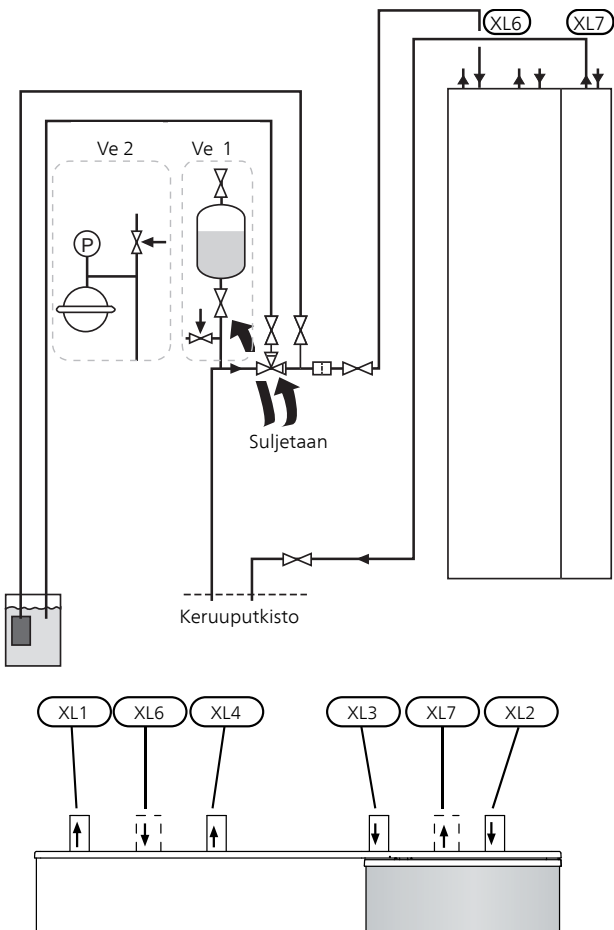 XL6 XL7
Ve 2 Ve 1
P
Suljetaan
Keruuputkisto
XL1 XL6 XL4 XL3 XL7 XL2